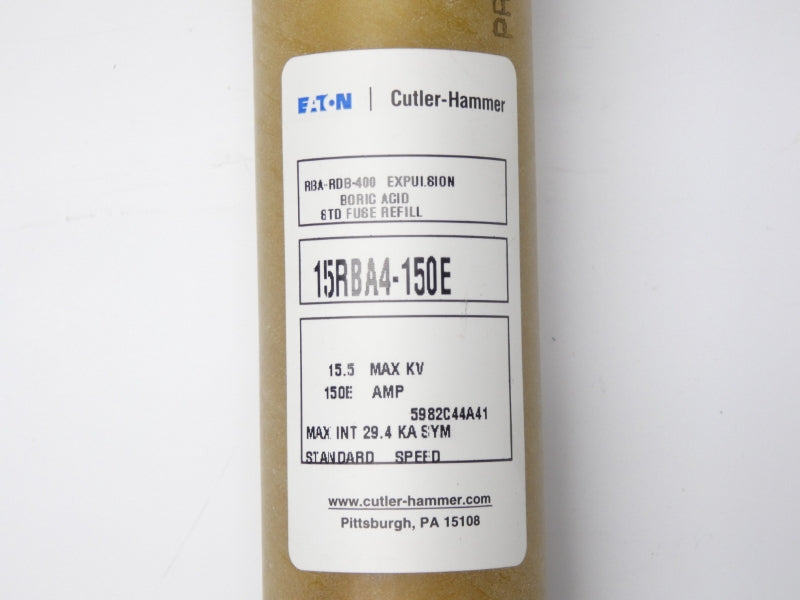 PR
EATON | Cutler-Hammer
RBA-RDB-400 EXPULSION
BORIC ACID
STD FUSE REFILL
15RBA4-150E
15.5 MAX KV
150E AMP
5982C44A41
MAX INT 29.4 KA SYM
STANDARD SPEED
www.cutler-hammer.com
Pittsburgh, PA 15108